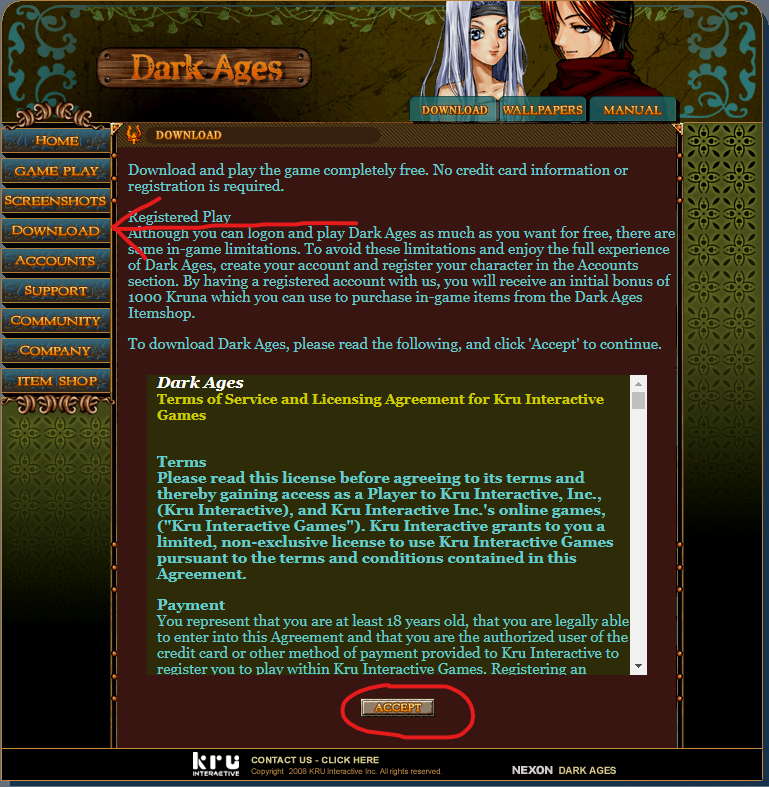 Dark Ages
DOWNLOAD
WALLPAPERS
MANUAL
HOME
GAME PLAY
SCREENSHOTS
DOWNLOAD
ACCOUNTS
SUPPORT
COMMUNITY
COMPANY
ITEM SHOP
DOWNLOAD
Download and play the game completely free. No credit card information or
registration is required.
Registered Play
Although you can logon and play Dark Ages as much as you want for free, there are
some in-game limitations. To avoid these limitations and enjoy the full experience
of Dark Ages, create your account and register your character in the Accounts
section. By having a registered account with us, you will receive an initial bonus of
1000 Kruna which you can use to purchase in-game items from the Dark Ages
Itemshop.
To download Dark Ages, please read the following, and click 'Accept' to continue.
Dark Ages
Terms of Service and Licensing Agreement for Kru Interactive
Games
Terms
Please read this license before agreeing to its terms and
thereby gaining access as a Player to Kru Interactive, Inc.,
(Kru Interactive), and Kru Interactive Inc.'s online games,
("Kru Interactive Games"). Kru Interactive grants to you a
limited, non-exclusive license to use Kru Interactive Games
pursuant to the terms and conditions contained in this
Agreement.
Payment
You represent that you are at least 18 years old, that you are legally able
to enter into this Agreement and that you are the authorized user of the
credit card or other method of payment provided to Kru Interactive to
register you to play within Kru Interactive Games. Registering an
ACCEPT
kru
INTERACTIVE
CONTACT US - CLICK HERE
Copyright 2008 KRU Interactive Inc. All rights reserved.
NEXON DARK AGES